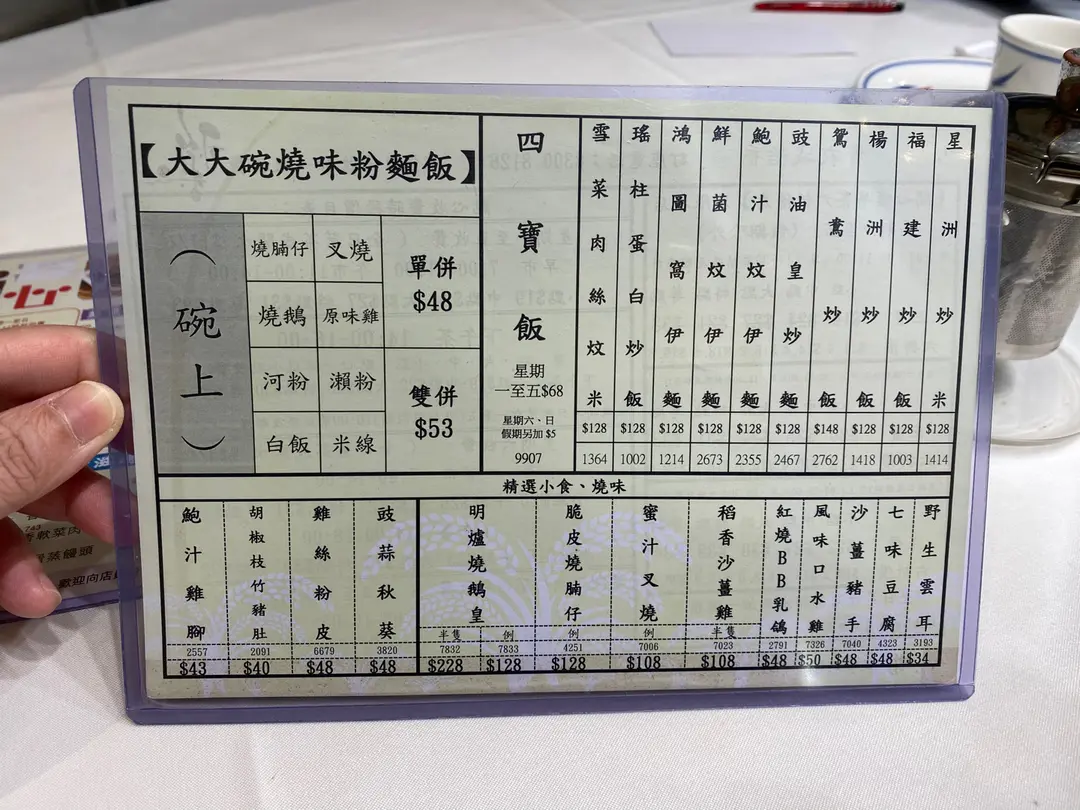 【大大碗燒味粉麵飯】
(碗上)
燒腩仔 叉燒
燒鵝 原味雞
河粉 瀨粉
白飯 米線
單併
$48
雙併
$53
四寶飯
星期
一至五$68
星期六、日
假期另加 $5
9907
雪菜肉絲炆米 $128 1364
瑤柱蛋白炒飯 $128 1002
鴻圖窩伊麵 $128 1214
鮮菌炆伊麵 $128 2673
鮑汁炆伊麵 $128 2355
豉油皇炒麵 $128 2467
鴛鴦炒飯 $148 2762
楊洲炒飯 $128 1418
福建炒飯 $128 1003
星洲炒米 $128 1414
精選小食、燒味
鮑汁雞腳 2557 $43
胡椒枝竹豬肚 2091 $40
雞絲粉皮 6679 $48
豉蒜秋葵 3820 $48
明爐燒鵝皇 半隻 7832 $228 例 7833 $128
脆皮燒腩仔 例 4251 $128
蜜汁叉燒 例 7006 $108
稻香沙薑雞 半隻 7023 $108
紅燒BB乳鴿 2791 $48
風味口水雞 7326 $50
沙薑豬手 7040 $48
七味豆腐 4323 $48
野生雲耳 3193 $34
743
蒸饅頭
歡迎向店